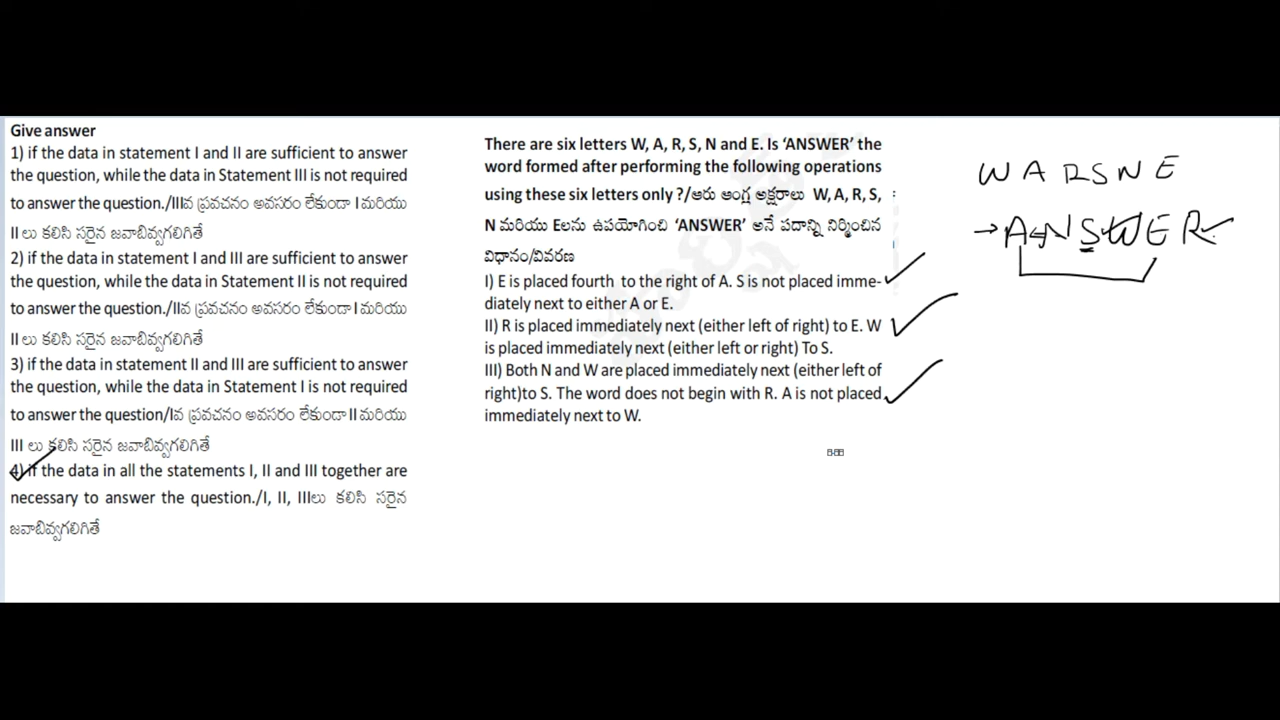 Give answer
1) if the data in statement I and II are sufficient to answer
the question, while the data in Statement III is not required
to answer the question./IIIవ ప్రవచనం అవసరం లేకుండా I మరియు
II లు కలిసి సరైన జవాబివ్వగలిగితే
2) if the data in statement I and III are sufficient to answer
the question, while the data in Statement II is not required
to answer the question./IIవ ప్రవచనం అవసరం లేకుండా I మరియు
II లు కలిసి సరైన జవాబివ్వగలిగితే
3) if the data in statement II and III are sufficient to answer
the question, while the data in Statement I is not required
to answer the question/Iవ ప్రవచనం అవసరం లేకుండా II మరియు
III లు కలిసి సరైన జవాబివ్వగలిగితే
4) if the data in all the statements I, II and III together are
necessary to answer the question./I, II, IIIలు కలిసి సరైన
జవాబివ్వగలిగితే
There are six letters W, A, R, S, N and E. Is ‘ANSWER’ the
word formed after performing the following operations
using these six letters only ?/ఆరు ఆంగ్ల అక్షరాలు W, A, R, S,
N మరియు Eలను ఉపయోగించి ‘ANSWER’ అనే పదాన్ని నిర్మించిన
విధానం/వివరణ
I) E is placed fourth to the right of A. S is not placed imme-
diately next to either A or E.
II) R is placed immediately next (either left of right) to E. W
is placed immediately next (either left or right) To S.
III) Both N and W are placed immediately next (either left of
right)to S. The word does not begin with R. A is not placed
immediately next to W.
W A R S N E
→ A N S W E R